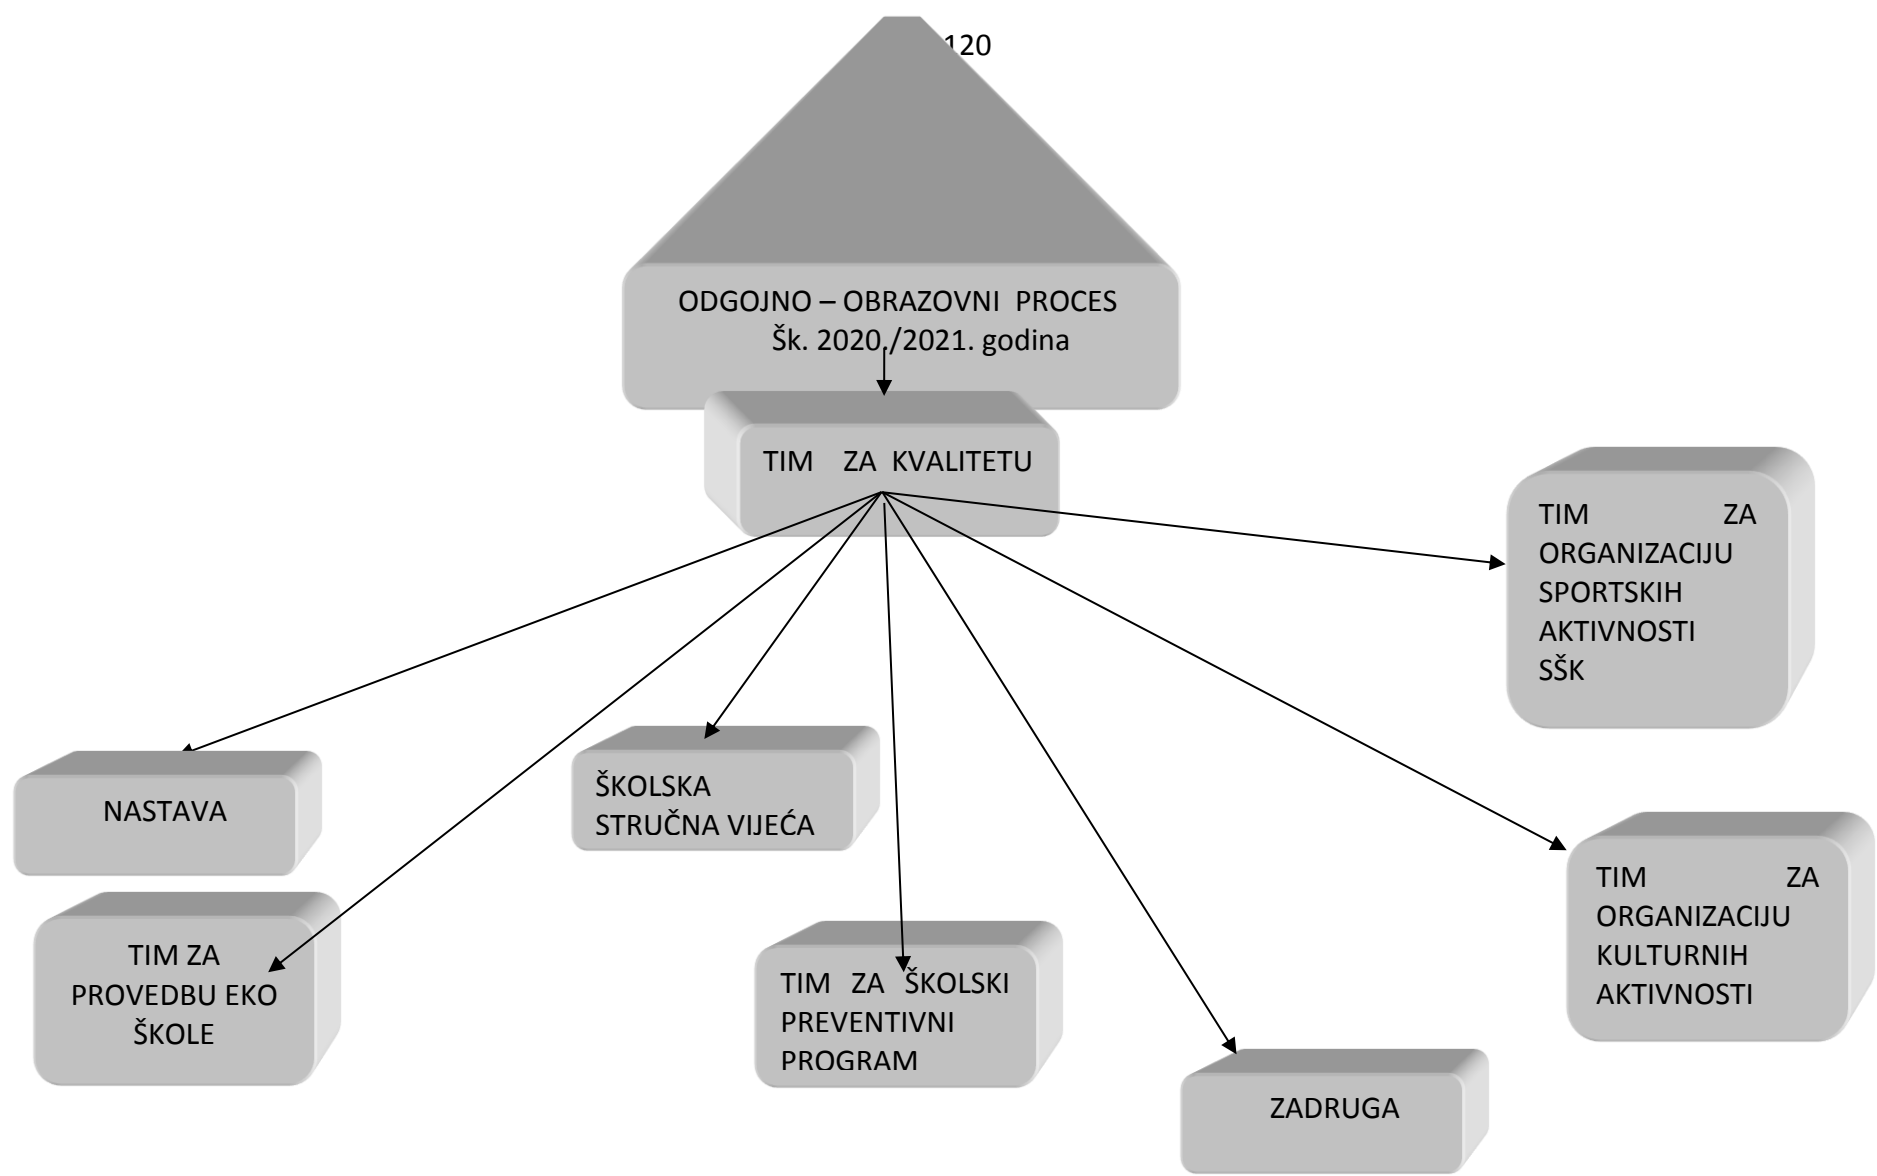 120
ODGOJNO – OBRAZOVNI PROCES
Šk. 2020./2021. godina
TIM ZA KVALITETU
TIM ZA
ORGANIZACIJU
SPORTSKIH
AKTIVNOSTI
SŠK
NASTAVA
ŠKOLSKA
STRUČNA VIJEĆA
TIM ZA
ORGANIZACIJU
KULTURNIH
AKTIVNOSTI
TIM ZA
PROVEDBU EKO
ŠKOLE
TIM ZA ŠKOLSKI
PREVENTIVNI
PROGRAM
ZADRUGA